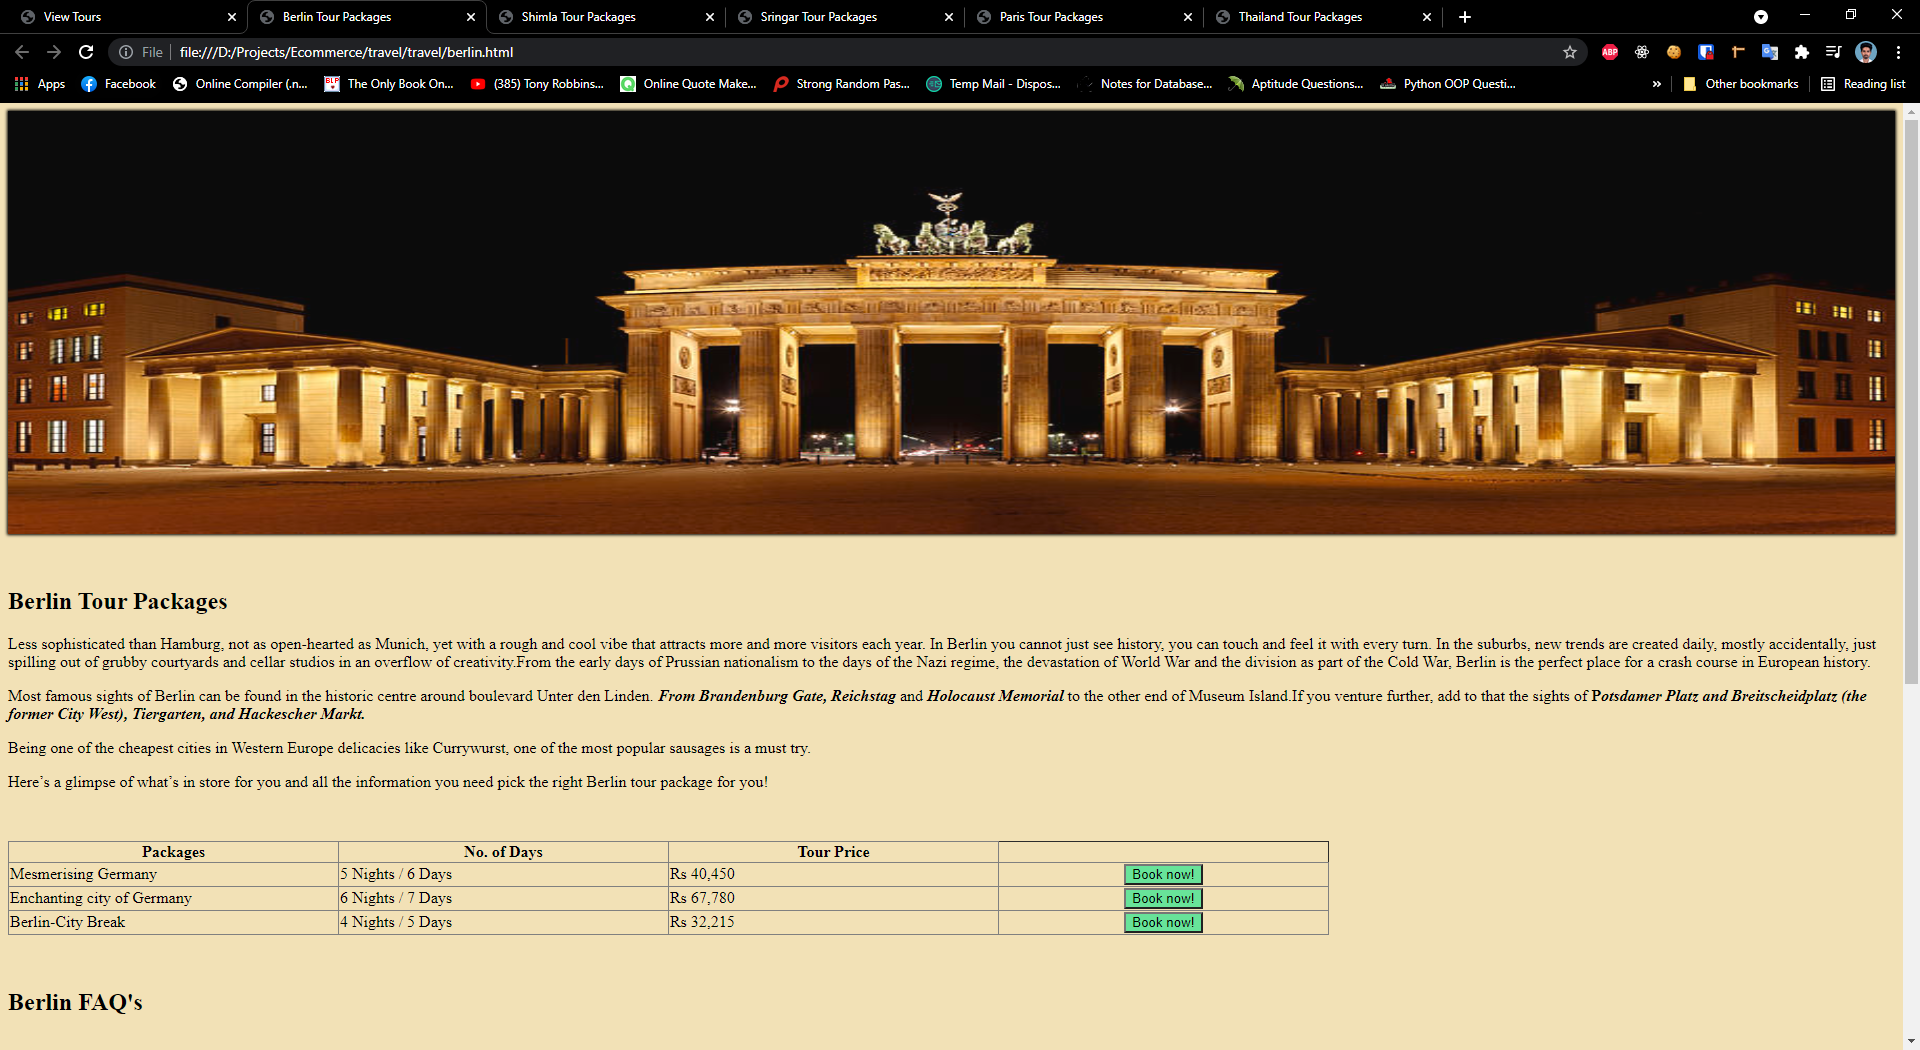 View Tours
Berlin Tour Packages
Shimla Tour Packages
Sringar Tour Packages
Paris Tour Packages
Thailand Tour Packages
File
file:///D:/Projects/Ecommerce/travel/travel/berlin.html
ABP
Apps
Facebook
Online Compiler (.n...
BLP
The Only Book On...
(385) Tony Robbins...
Online Quote Make...
Strong Random Pas...
Temp Mail - Dispos...
Notes for Database...
Aptitude Questions...
Python OOP Questi...
»
Other bookmarks
Reading list
Berlin Tour Packages
Less sophisticated than Hamburg, not as open-hearted as Munich, yet with a rough and cool vibe that attracts more and more visitors each year. In Berlin you cannot just see history, you can touch and feel it with every turn. In the suburbs, new trends are created daily, mostly accidentally, just
spilling out of grubby courtyards and cellar studios in an overflow of creativity.From the early days of Prussian nationalism to the days of the Nazi regime, the devastation of World War and the division as part of the Cold War, Berlin is the perfect place for a crash course in European history.
Most famous sights of Berlin can be found in the historic centre around boulevard Unter den Linden. From Brandenburg Gate, Reichstag and Holocaust Memorial to the other end of Museum Island.If you venture further, add to that the sights of Potsdamer Platz and Breitscheidplatz (the
former City West), Tiergarten, and Hackescher Markt.
Being one of the cheapest cities in Western Europe delicacies like Currywurst, one of the most popular sausages is a must try.
Here’s a glimpse of what’s in store for you and all the information you need pick the right Berlin tour package for you!
Packages No. of Days Tour Price
Mesmerising Germany 5 Nights / 6 Days Rs 40,450 Book now!
Enchanting city of Germany 6 Nights / 7 Days Rs 67,780 Book now!
Berlin-City Break 4 Nights / 5 Days Rs 32,215 Book now!
Berlin FAQ's